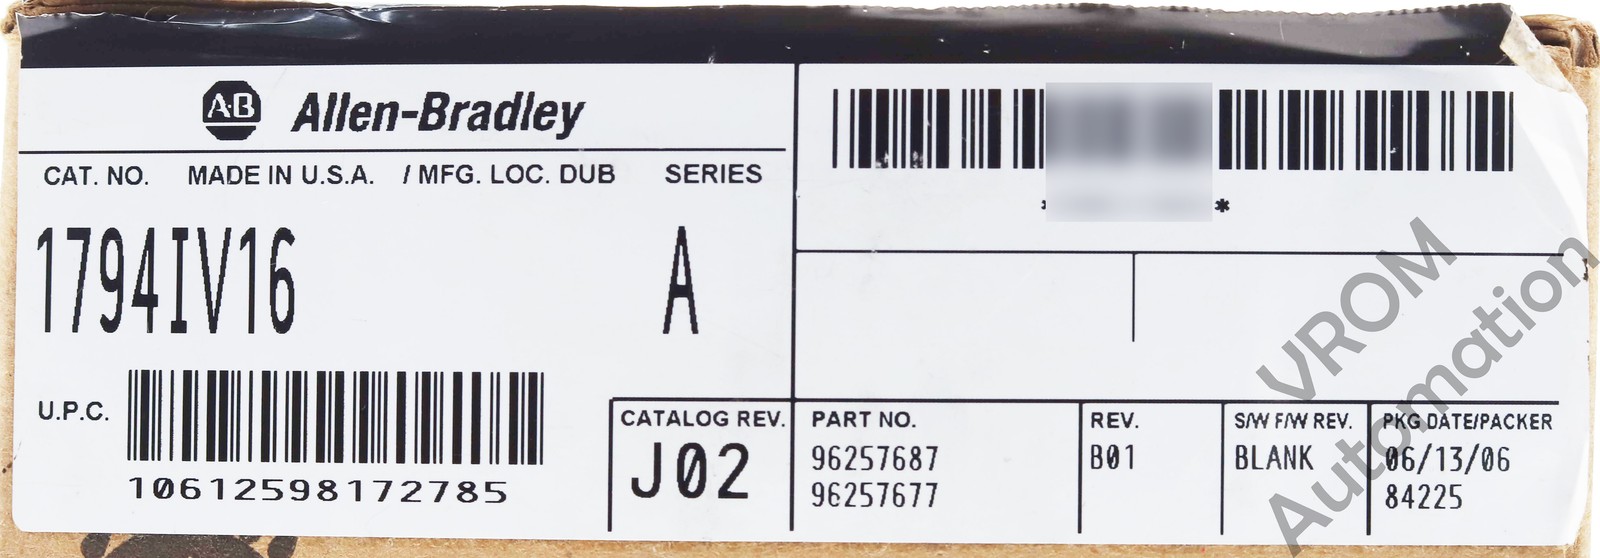 A-B Allen-Bradley
CAT. NO. MADE IN U.S.A. / MFG. LOC. DUB SERIES
1794IV16 A
U.P.C.
10612598172785
* *
CATALOG REV.
J02
PART NO.
96257687
96257677
REV.
B01
S/W F/W REV.
BLANK
PKG DATE/PACKER
06/13/06
84225
VROM
Automation